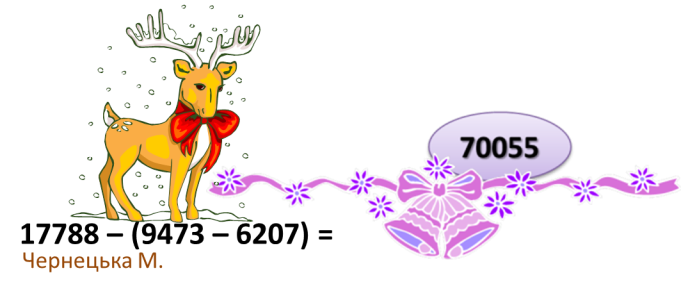 70055
17788 – (9473 – 6207) =
Чернецька М.